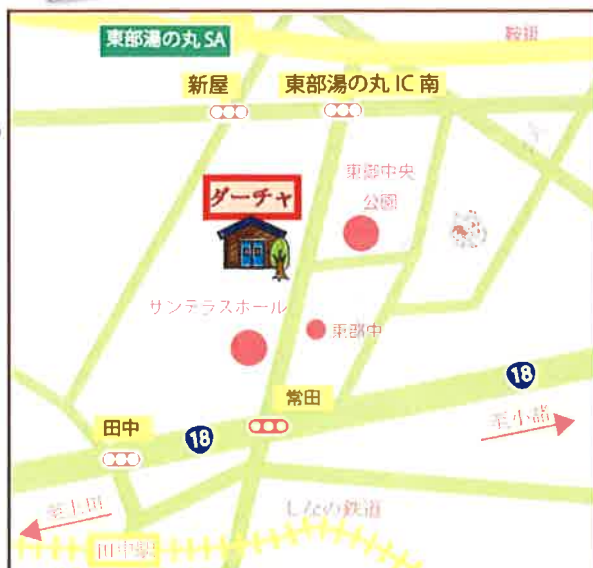 東部湯の丸SA
鞍掛
新屋
東部湯の丸IC南
東御中央
公園
ダーチャ
サンテラスホール
東部中
18
常田
至小諸
田中
18
至上田
しなの鉄道
田中駅